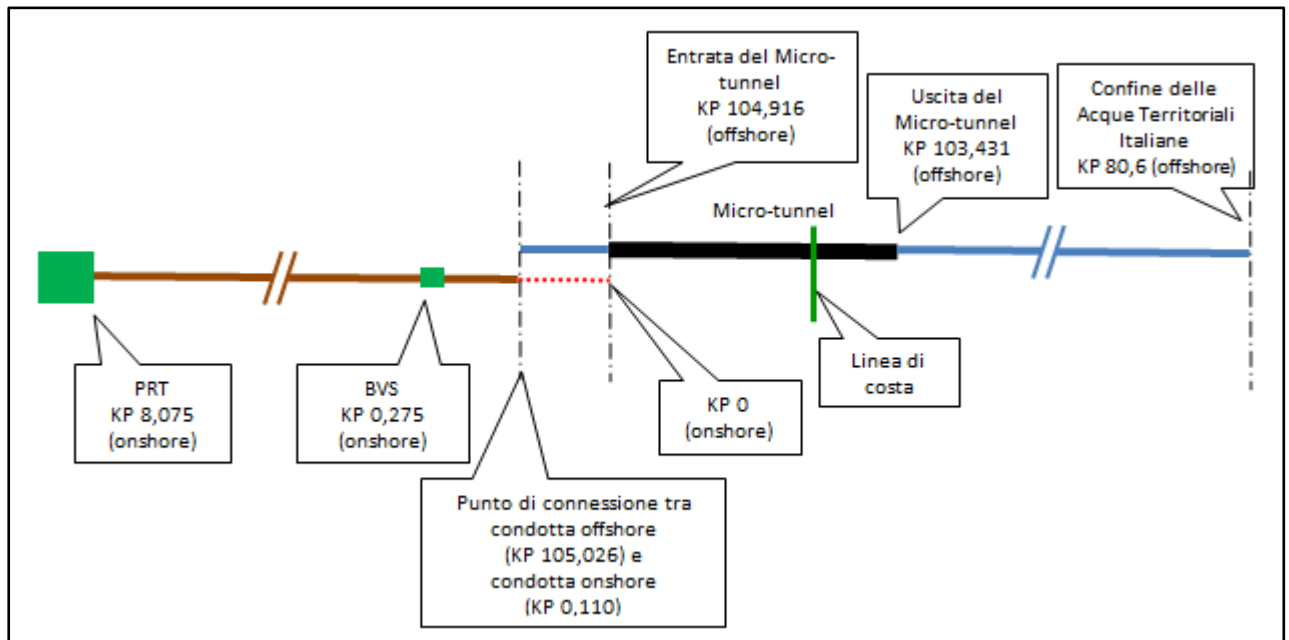 Entrata del Micro-
tunnel
KP 104,916
(offshore)
Uscita del
Micro-tunnel
KP 103,431
(offshore)
Confine delle
Acque Territoriali
Italiane
KP 80,6 (offshore)
Micro-tunnel
PRT
KP 8,075
(onshore)
BVS
KP 0,275
(onshore)
KP 0
(onshore)
Linea di
costa
Punto di connessione tra
condotta offshore
(KP 105,026) e
condotta onshore
(KP 0,110)